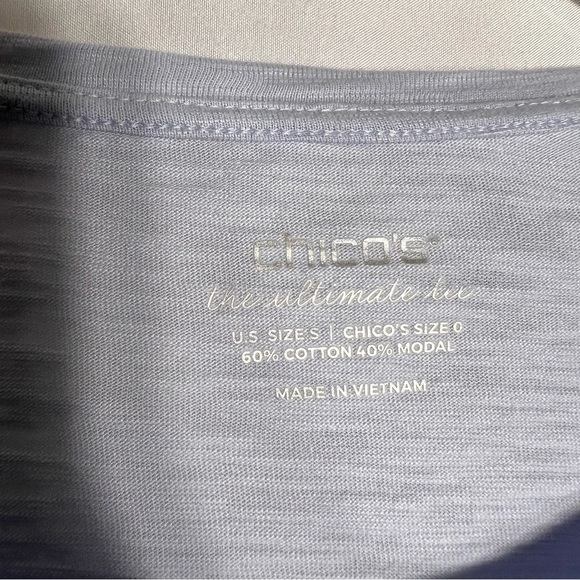 chico's
the ultimate tee
U.S. SIZE S | CHICO'S SIZE 0
60% COTTON 40% MODAL
MADE IN VIETNAM